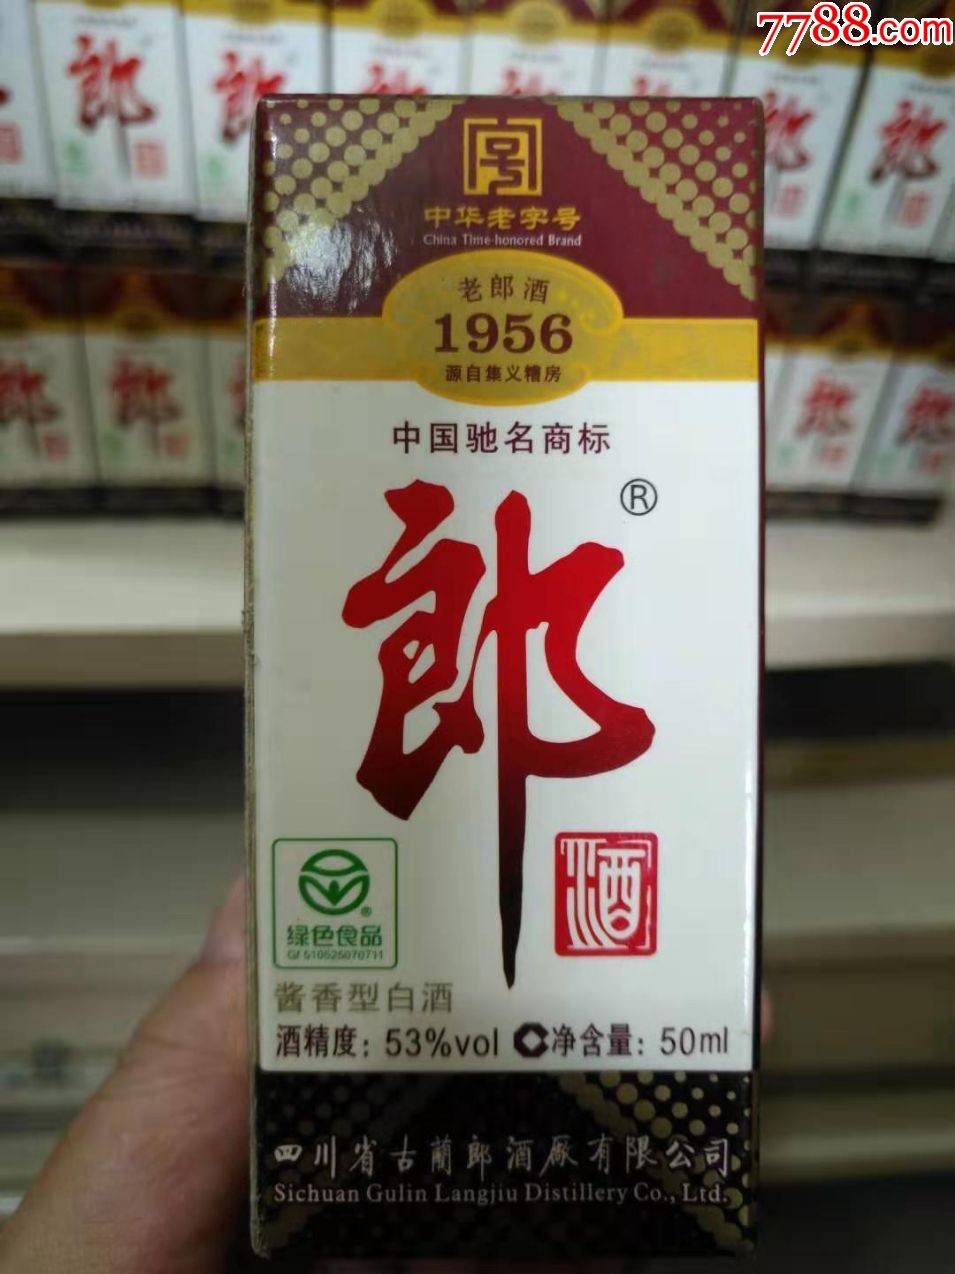 7788.com
中华老字号
China Time-honored Brand
老郎酒
1956
源自集义糟房
中国驰名商标
郎®
酒
绿色食品
GF510525070711
酱香型白酒
酒精度：53%vol 净含量：50ml
四川省古蔺郎酒厰有限公司
Sichuan Gulin Langjiu Distillery Co., Ltd.